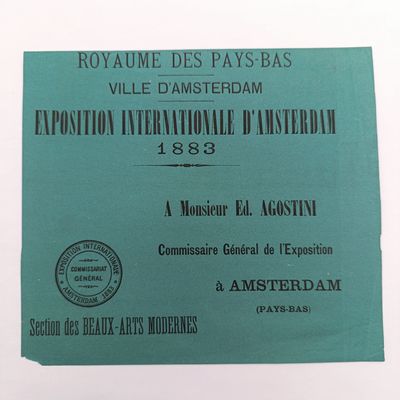 ROYAUME DES PAYS-BAS
VILLE D'AMSTERDAM
EXPOSITION INTERNATIONALE D'AMSTERDAM
1883
A Monsieur Ed. AGOSTINI
Commissaire Général de l'Exposition
à AMSTERDAM
(PAYS-BAS)
EXPOSITION INTERNATIONALE
COMMISSARIAT
GÉNÉRAL
AMSTERDAM 1883
Section des BEAUX-ARTS MODERNES